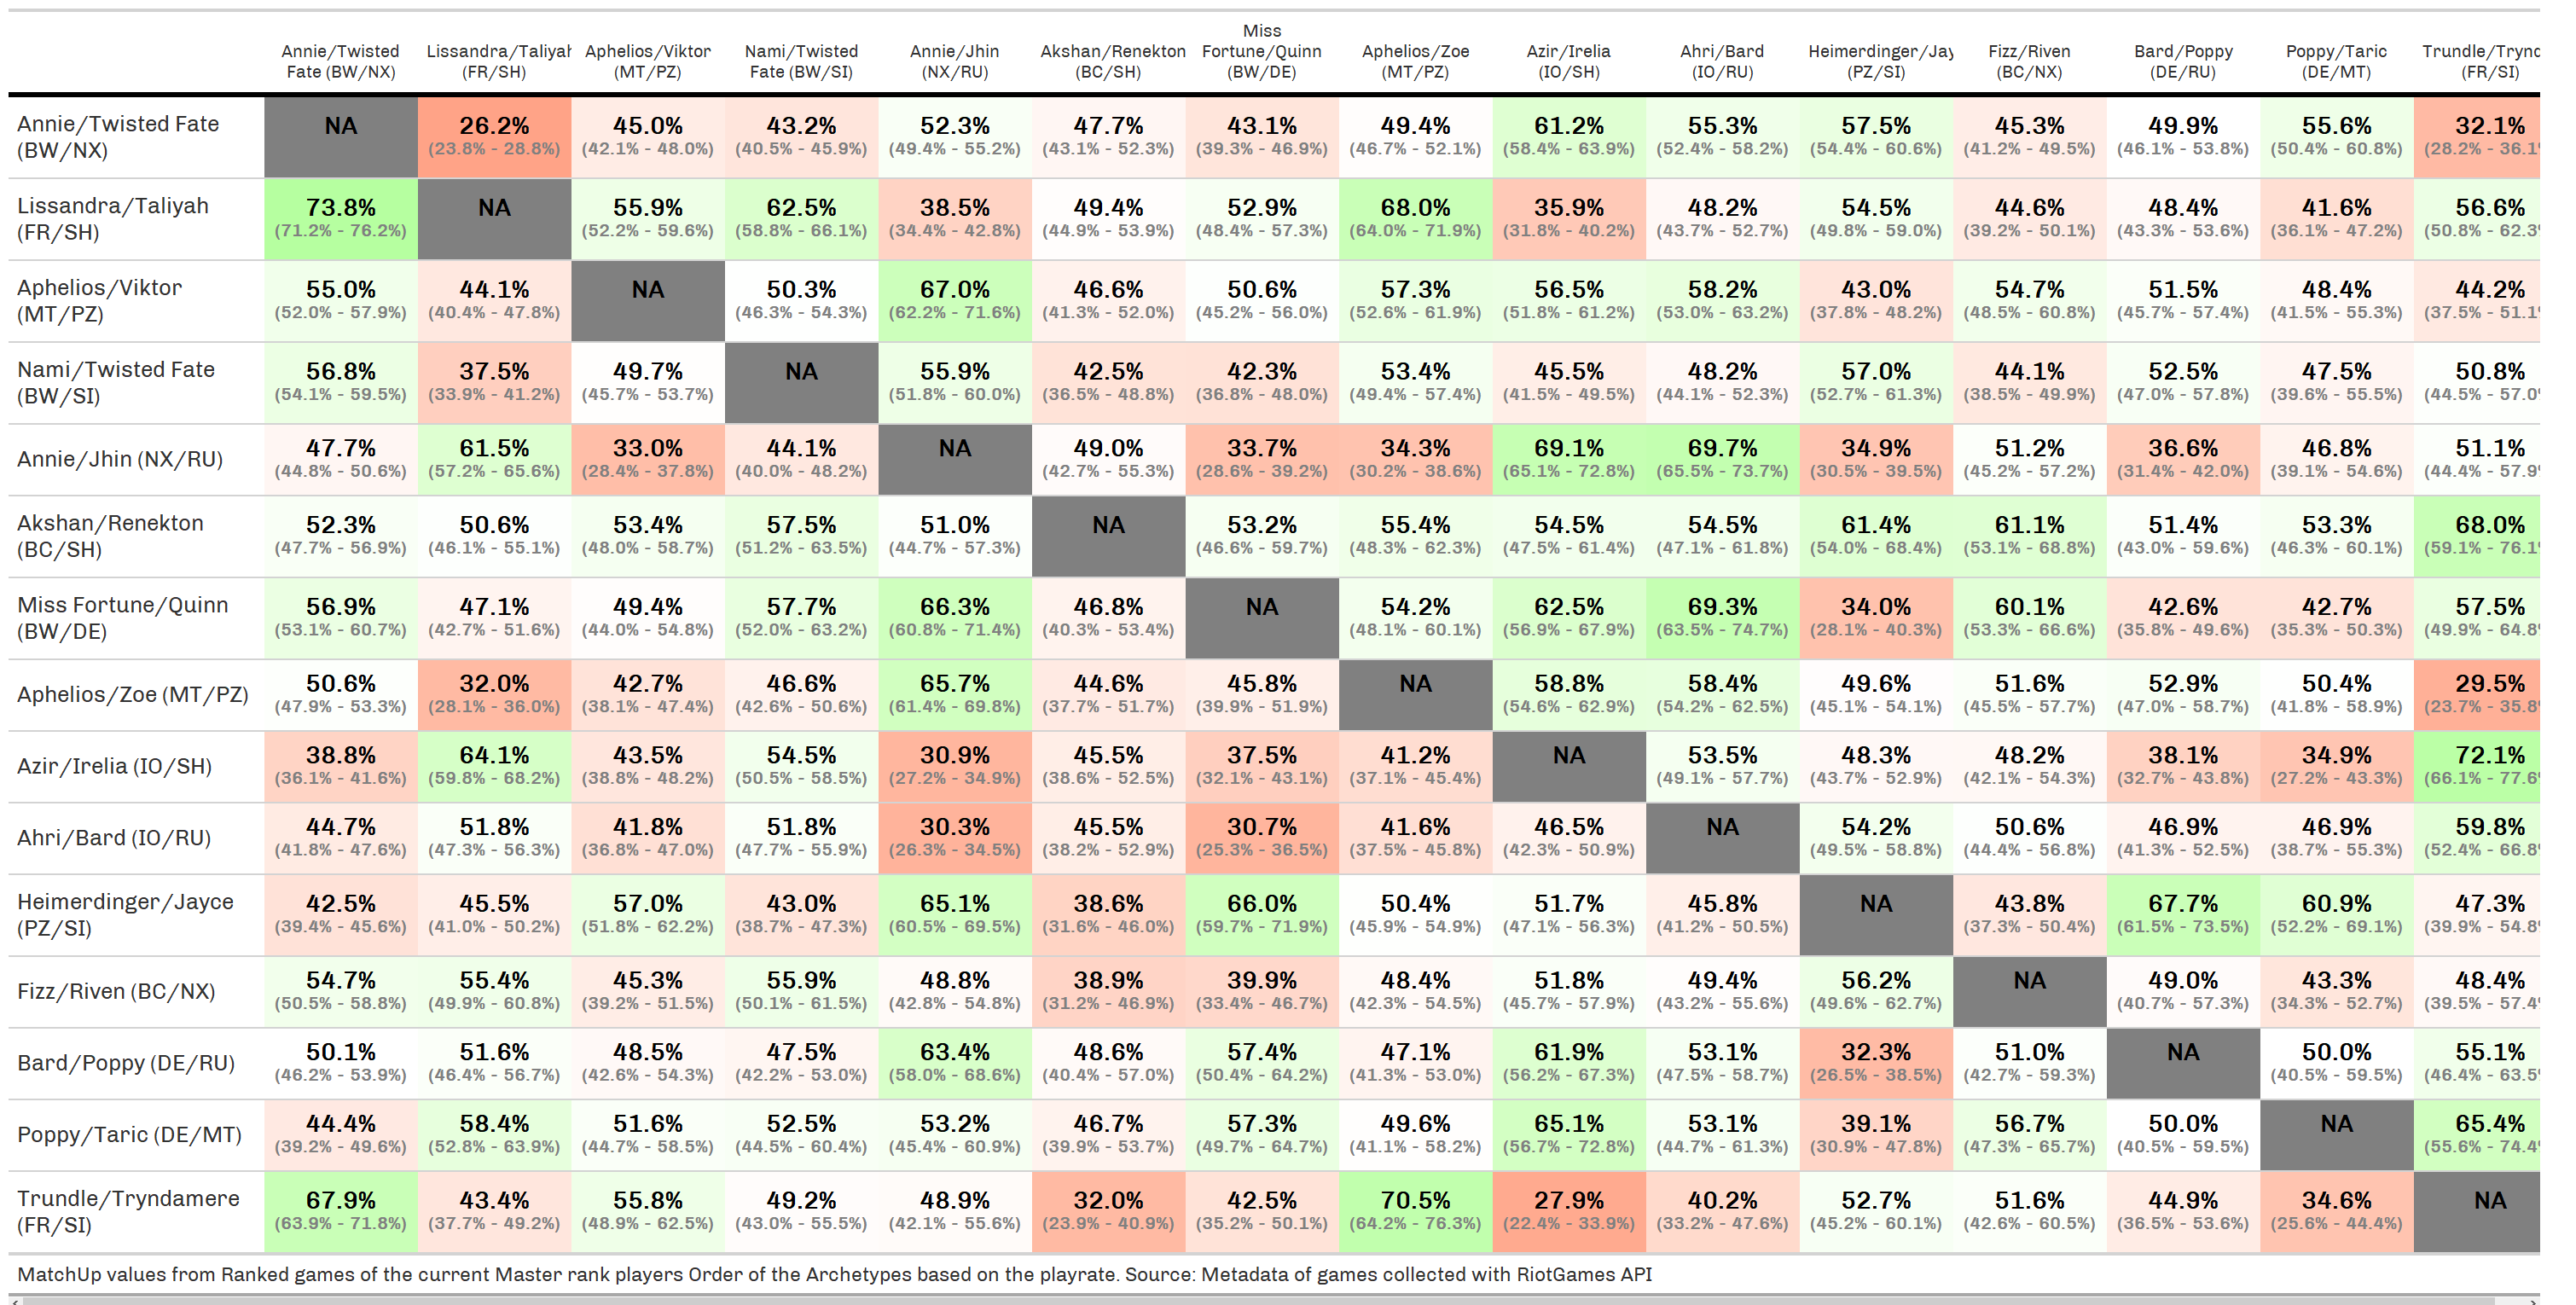 Miss
Annie/Twisted Lissandra/Taliyah Aphelios/Viktor Nami/Twisted Annie/Jhin Akshan/Renekton Fortune/Quinn Aphelios/Zoe Azir/Irelia Ahri/Bard Heimerdinger/Jay Fizz/Riven Bard/Poppy Poppy/Taric Trundle/Trynd
Fate (BW/NX) (FR/SH) (MT/PZ) Fate (BW/SI) (NX/RU) (BC/SH) (BW/DE) (MT/PZ) (IO/SH) (IO/RU) (PZ/SI) (BC/NX) (DE/RU) (DE/MT) (FR/SI)
Annie/Twisted Fate NA 26.2% 45.0% 43.2% 52.3% 47.7% 43.1% 49.4% 61.2% 55.3% 57.5% 45.3% 49.9% 55.6% 32.1%
(BW/NX) (23.8% - 28.8%) (42.1% - 48.0%) (40.5% - 45.9%) (49.4% - 55.2%) (43.1% - 52.3%) (39.3% - 46.9%) (46.7% - 52.1%) (58.4% - 63.9%) (52.4% - 58.2%) (54.4% - 60.6%) (41.2% - 49.5%) (46.1% - 53.8%) (50.4% - 60.8%) (28.2% - 36.1
Lissandra/Taliyah 73.8% NA 55.9% 62.5% 38.5% 49.4% 52.9% 68.0% 35.9% 48.2% 54.5% 44.6% 48.4% 41.6% 56.6%
(FR/SH) (71.2% - 76.2%) (52.2% - 59.6%) (58.8% - 66.1%) (34.4% - 42.8%) (44.9% - 53.9%) (48.4% - 57.3%) (64.0% - 71.9%) (31.8% - 40.2%) (43.7% - 52.7%) (49.8% - 59.0%) (39.2% - 50.1%) (43.3% - 53.6%) (36.1% - 47.2%) (50.8% - 62.3
Aphelios/Viktor 55.0% 44.1% NA 50.3% 67.0% 46.6% 50.6% 57.3% 56.5% 58.2% 43.0% 54.7% 51.5% 48.4% 44.2%
(MT/PZ) (52.0% - 57.9%) (40.4% - 47.8%) (46.3% - 54.3%) (62.2% - 71.6%) (41.3% - 52.0%) (45.2% - 56.0%) (52.6% - 61.9%) (51.8% - 61.2%) (53.0% - 63.2%) (37.8% - 48.2%) (48.5% - 60.8%) (45.7% - 57.4%) (41.5% - 55.3%) (37.5% - 51.1
Nami/Twisted Fate 56.8% 37.5% 49.7% NA 55.9% 42.5% 42.3% 53.4% 45.5% 48.2% 57.0% 44.1% 52.5% 47.5% 50.8%
(BW/SI) (54.1% - 59.5%) (33.9% - 41.2%) (45.7% - 53.7%) (51.8% - 60.0%) (36.5% - 48.8%) (36.8% - 48.0%) (49.4% - 57.4%) (41.5% - 49.5%) (44.1% - 52.3%) (52.7% - 61.3%) (38.5% - 49.9%) (47.0% - 57.8%) (39.6% - 55.5%) (44.5% - 57.0
Annie/Jhin (NX/RU) 47.7% 61.5% 33.0% 44.1% NA 49.0% 33.7% 34.3% 69.1% 69.7% 34.9% 51.2% 36.6% 46.8% 51.1%
(44.8% - 50.6%) (57.2% - 65.6%) (28.4% - 37.8%) (40.0% - 48.2%) (42.7% - 55.3%) (28.6% - 39.2%) (30.2% - 38.6%) (65.1% - 72.8%) (65.5% - 73.7%) (30.5% - 39.5%) (45.2% - 57.2%) (31.4% - 42.0%) (39.1% - 54.6%) (44.4% - 57.9
Akshan/Renekton 52.3% 50.6% 53.4% 57.5% 51.0% NA 53.2% 55.4% 54.5% 54.5% 61.4% 61.1% 51.4% 53.3% 68.0%
(BC/SH) (47.7% - 56.9%) (46.1% - 55.1%) (48.0% - 58.7%) (51.2% - 63.5%) (44.7% - 57.3%) (46.6% - 59.7%) (48.3% - 62.3%) (47.5% - 61.4%) (47.1% - 61.8%) (54.0% - 68.4%) (53.1% - 68.8%) (43.0% - 59.6%) (46.3% - 60.1%) (59.1% - 76.1
Miss Fortune/Quinn 56.9% 47.1% 49.4% 57.7% 66.3% 46.8% NA 54.2% 62.5% 69.3% 34.0% 60.1% 42.6% 42.7% 57.5%
(BW/DE) (53.1% - 60.7%) (42.7% - 51.6%) (44.0% - 54.8%) (52.0% - 63.2%) (60.8% - 71.4%) (40.3% - 53.4%) (48.1% - 60.1%) (56.9% - 67.9%) (63.5% - 74.7%) (28.1% - 40.3%) (53.3% - 66.6%) (35.8% - 49.6%) (35.3% - 50.3%) (49.9% - 64.8
Aphelios/Zoe (MT/PZ) 50.6% 32.0% 42.7% 46.6% 65.7% 44.6% 45.8% NA 58.8% 58.4% 49.6% 51.6% 52.9% 50.4% 29.5%
(47.9% - 53.3%) (28.1% - 36.0%) (38.1% - 47.4%) (42.6% - 50.6%) (61.4% - 69.8%) (37.7% - 51.7%) (39.9% - 51.9%) (54.6% - 62.9%) (54.2% - 62.5%) (45.1% - 54.1%) (45.5% - 57.7%) (47.0% - 58.7%) (41.8% - 58.9%) (23.7% - 35.8
Azir/Irelia (IO/SH) 38.8% 64.1% 43.5% 54.5% 30.9% 45.5% 37.5% 41.2% NA 53.5% 48.3% 48.2% 38.1% 34.9% 72.1%
(36.1% - 41.6%) (59.8% - 68.2%) (38.8% - 48.2%) (50.5% - 58.5%) (27.2% - 34.9%) (38.6% - 52.5%) (32.1% - 43.1%) (37.1% - 45.4%) (49.1% - 57.7%) (43.7% - 52.9%) (42.1% - 54.3%) (32.7% - 43.8%) (27.2% - 43.3%) (66.1% - 77.6
Ahri/Bard (IO/RU) 44.7% 51.8% 41.8% 51.8% 30.3% 45.5% 30.7% 41.6% 46.5% NA 54.2% 50.6% 46.9% 46.9% 59.8%
(41.8% - 47.6%) (47.3% - 56.3%) (36.8% - 47.0%) (47.7% - 55.9%) (26.3% - 34.5%) (38.2% - 52.9%) (25.3% - 36.5%) (37.5% - 45.8%) (42.3% - 50.9%) (49.5% - 58.8%) (44.4% - 56.8%) (41.3% - 52.5%) (38.7% - 55.3%) (52.4% - 66.8
Heimerdinger/Jayce 42.5% 45.5% 57.0% 43.0% 65.1% 38.6% 66.0% 50.4% 51.7% 45.8% NA 43.8% 67.7% 60.9% 47.3%
(PZ/SI) (39.4% - 45.6%) (41.0% - 50.2%) (51.8% - 62.2%) (38.7% - 47.3%) (60.5% - 69.5%) (31.6% - 46.0%) (59.7% - 71.9%) (45.9% - 54.9%) (47.1% - 56.3%) (41.2% - 50.5%) (37.3% - 50.4%) (61.5% - 73.5%) (52.2% - 69.1%) (39.9% - 54.8
Fizz/Riven (BC/NX) 54.7% 55.4% 45.3% 55.9% 48.8% 38.9% 39.9% 48.4% 51.8% 49.4% 56.2% NA 49.0% 43.3% 48.4%
(50.5% - 58.8%) (49.9% - 60.8%) (39.2% - 51.5%) (50.1% - 61.5%) (42.8% - 54.8%) (31.2% - 46.9%) (33.4% - 46.7%) (42.3% - 54.5%) (45.7% - 57.9%) (43.2% - 55.6%) (49.6% - 62.7%) (40.7% - 57.3%) (34.3% - 52.7%) (39.5% - 57.4
Bard/Poppy (DE/RU) 50.1% 51.6% 48.5% 47.5% 63.4% 48.6% 57.4% 47.1% 61.9% 53.1% 32.3% 51.0% NA 50.0% 55.1%
(46.2% - 53.9%) (46.4% - 56.7%) (42.6% - 54.3%) (42.2% - 53.0%) (58.0% - 68.6%) (40.4% - 57.0%) (50.4% - 64.2%) (41.3% - 53.0%) (56.2% - 67.3%) (47.5% - 58.7%) (26.5% - 38.5%) (42.7% - 59.3%) (40.5% - 59.5%) (46.4% - 63.5
Poppy/Taric (DE/MT) 44.4% 58.4% 51.6% 52.5% 53.2% 46.7% 57.3% 49.6% 65.1% 53.1% 39.1% 56.7% 50.0% NA 65.4%
(39.2% - 49.6%) (52.8% - 63.9%) (44.7% - 58.5%) (44.5% - 60.4%) (45.4% - 60.9%) (39.9% - 53.7%) (49.7% - 64.7%) (41.1% - 58.2%) (56.7% - 72.8%) (44.7% - 61.3%) (30.9% - 47.8%) (47.3% - 65.7%) (40.5% - 59.5%) (55.6% - 74.4
Trundle/Tryndamere 67.9% 43.4% 55.8% 49.2% 48.9% 32.0% 42.5% 70.5% 27.9% 40.2% 52.7% 51.6% 44.9% 34.6% NA
(FR/SI) (63.9% - 71.8%) (37.7% - 49.2%) (48.9% - 62.5%) (43.0% - 55.5%) (42.1% - 55.6%) (23.9% - 40.9%) (35.2% - 50.1%) (64.2% - 76.3%) (22.4% - 33.9%) (33.2% - 47.6%) (45.2% - 60.1%) (42.6% - 60.5%) (36.5% - 53.6%) (25.6% - 44.4%)
MatchUp values from Ranked games of the current Master rank players Order of the Archetypes based on the playrate. Source: Metadata of games collected with RiotGames API